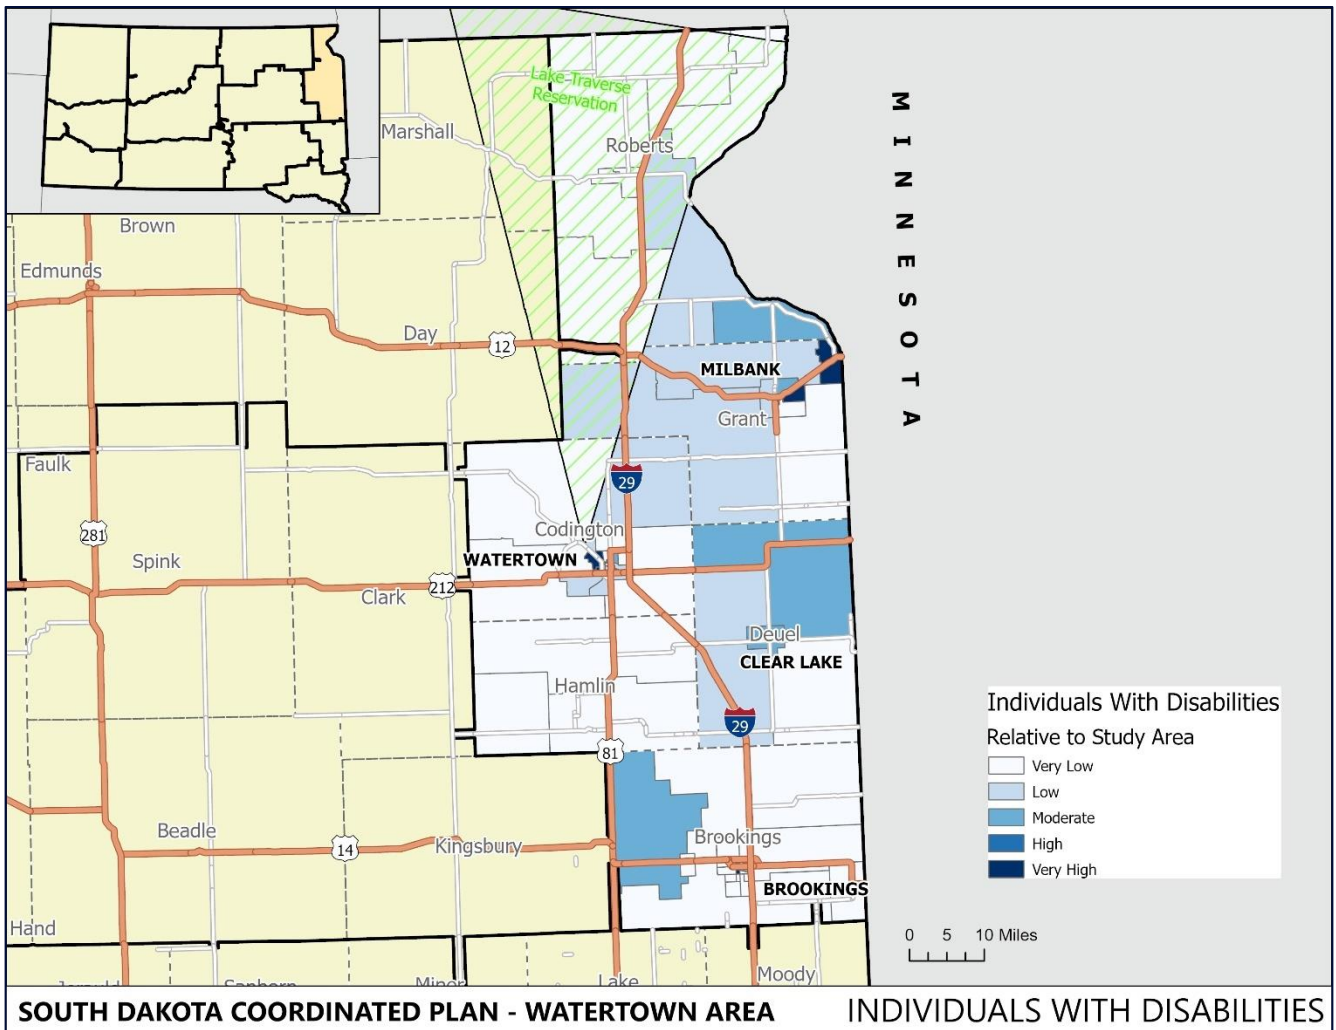 Lake Traverse
Reservation
Marshall
Roberts
MINNESOTA
Brown
Edmunds
Day
12
MILBANK
Grant
Faulk
29
281
Codington
WATERTOWN
Spink
212
Clark
Deuel
CLEAR LAKE
Hamlin
29
81
Individuals With Disabilities
Relative to Study Area
Very Low
Low
Moderate
High
Very High
Beadle
14
Kingsbury
Brookings
BROOKINGS
Hand
0 5 10 Miles
Lake
Moody
SOUTH DAKOTA COORDINATED PLAN - WATERTOWN AREA
INDIVIDUALS WITH DISABILITIES